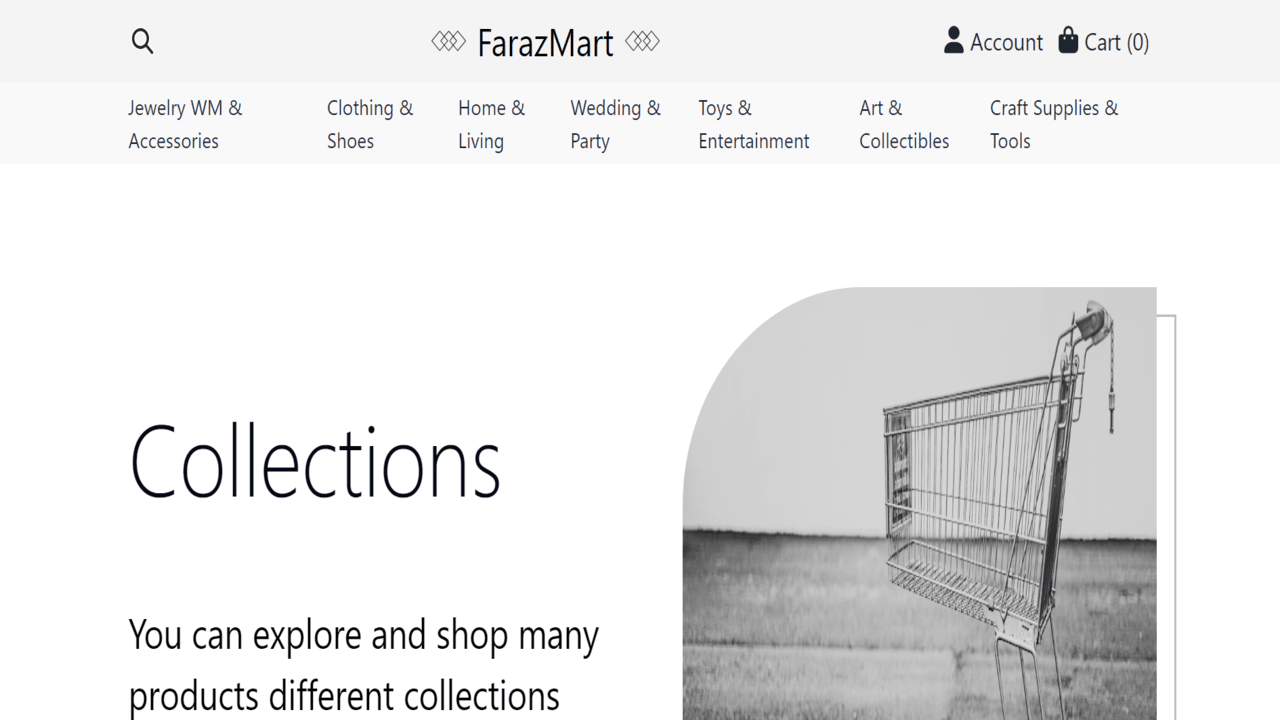 FarazMart
Account
Cart (0)
Jewelry WM &
Accessories
Clothing &
Shoes
Home &
Living
Wedding &
Party
Toys &
Entertainment
Art &
Collectibles
Craft Supplies &
Tools
Collections
You can explore and shop many
products different collections